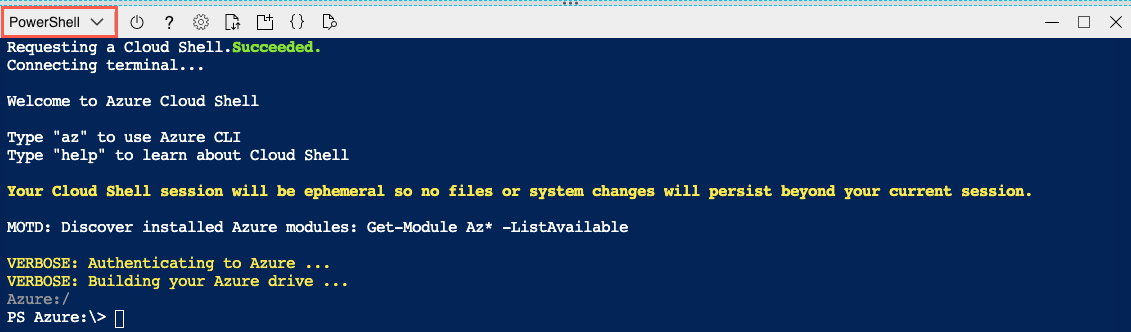 PowerShell
Requesting a Cloud Shell.Succeeded.
Connecting terminal...
Welcome to Azure Cloud Shell
Type "az" to use Azure CLI
Type "help" to learn about Cloud Shell
Your Cloud Shell session will be ephemeral so no files or system changes will persist beyond your current session.
MOTD: Discover installed Azure modules: Get-Module Az* -ListAvailable
VERBOSE: Authenticating to Azure ...
VERBOSE: Building your Azure drive ...
Azure:/
PS Azure:\>